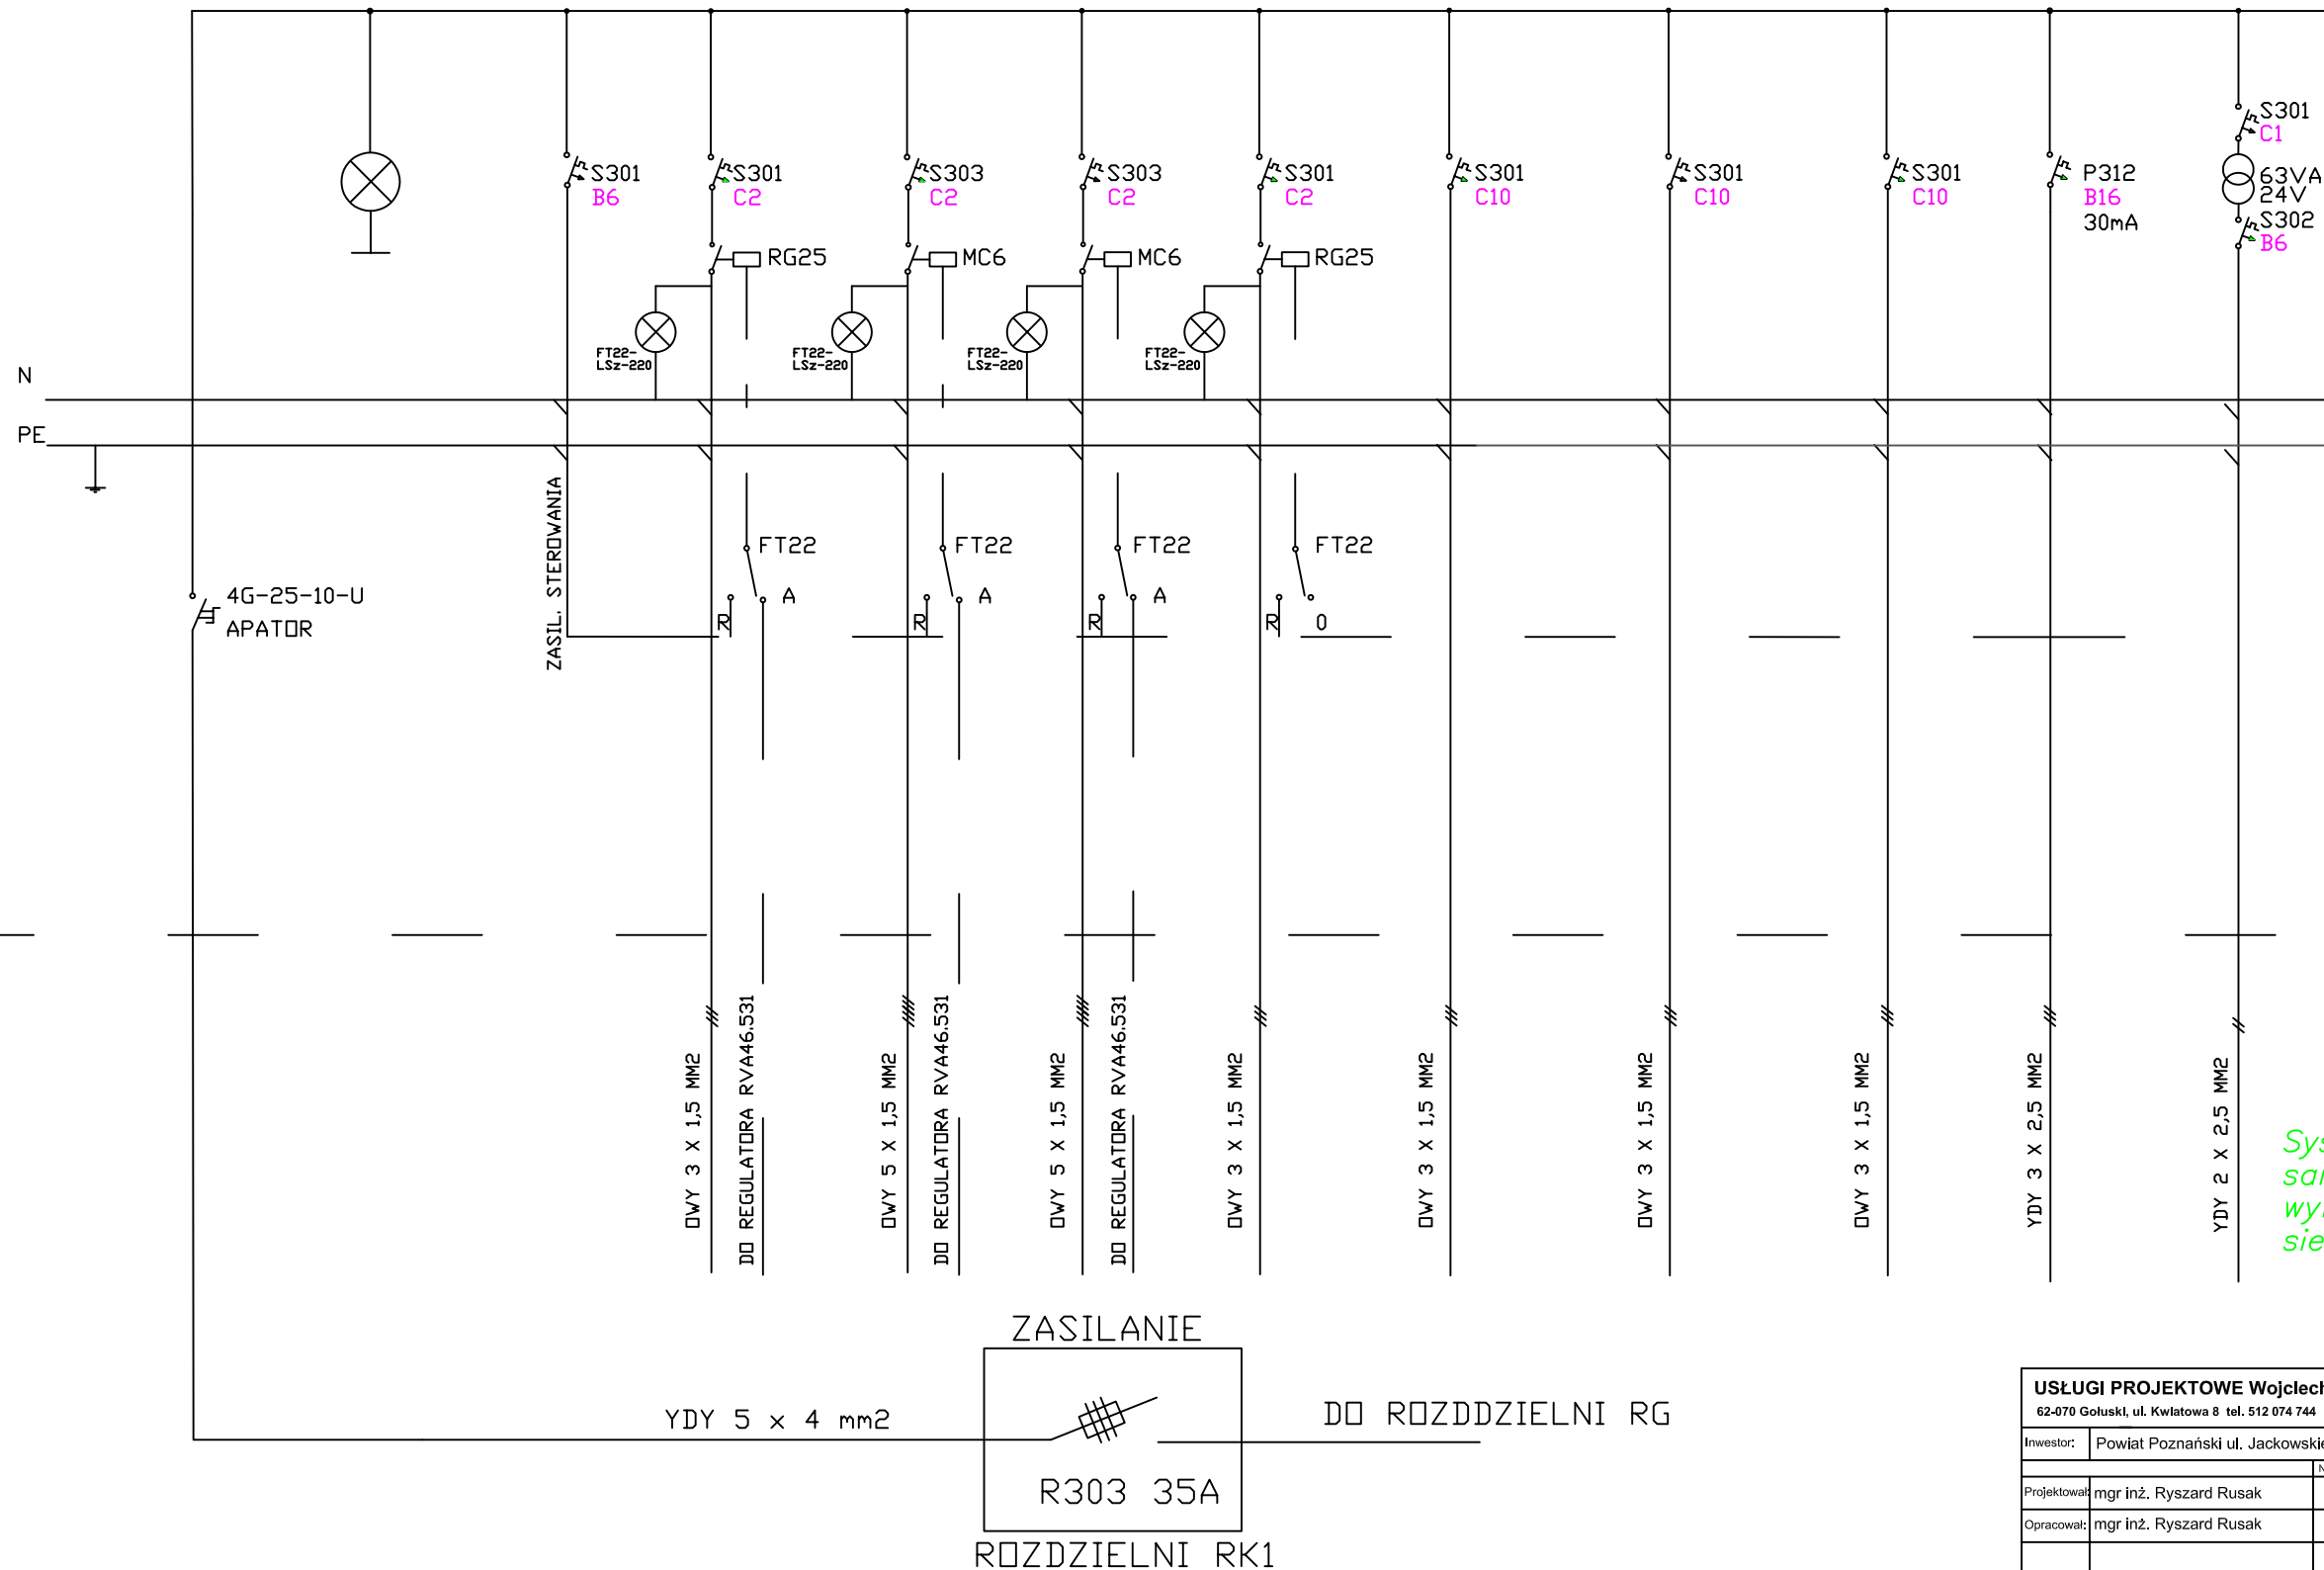 S301
C1
63VA
24V
S302
B6
S301
B6
S301
C2
S303
C2
S303
C2
S301
C2
S301
C10
S301
C10
S301
C10
P312
B16
30mA
RG25
MC6
MC6
RG25
FT22-
LSz-220
FT22-
LSz-220
FT22-
LSz-220
FT22-
LSz-220
N
PE
ZASIL. STEROWANIA
FT22
A
R
FT22
A
R
FT22
A
R
FT22
R
0
4G-25-10-U
APATOR
OWY 3 X 1,5 MM2
DO REGULATORA RVA46.531
OWY 5 X 1,5 MM2
DO REGULATORA RVA46.531
OWY 5 X 1,5 MM2
DO REGULATORA RVA46.531
OWY 3 X 1,5 MM2
OWY 3 X 1,5 MM2
OWY 3 X 1,5 MM2
OWY 3 X 1,5 MM2
YDY 3 X 2,5 MM2
YDY 2 X 2,5 MM2
ZASILANIE
YDY 5 x 4 mm2
DO ROZDDZIELNI RG
R303 35A
ROZDZIELNI RK1
USŁUGI PROJEKTOWE Wojciech
62-070 Gołuski, ul. Kwiatowa 8 tel. 512 074 744
Inwestor: Powiat Poznański ul. Jackowskie
Projektował: mgr inż. Ryszard Rusak
Opracował: mgr inż. Ryszard Rusak